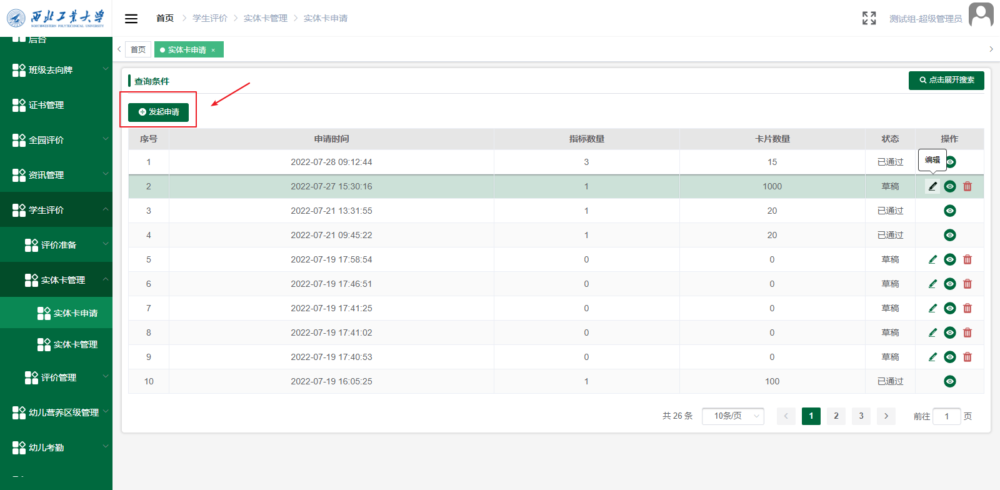 西北工业大学
NORTHWESTERN POLYTECHNICAL UNIVERSITY
首页 > 学生评价 > 实体卡管理 > 实体卡申请
测试组-超级管理员
首页
实体卡申请 ×
后台
班级去向牌
证书管理
全园评价
资讯管理
学生评价
评价准备
实体卡管理
实体卡申请
实体卡管理
评价管理
幼儿营养区级管理
幼儿考勤
查询条件
点击展开搜索
发起申请
序号 申请时间 指标数量 卡片数量 状态 操作
1 2022-07-28 09:12:44 3 15 已通过
编辑
2 2022-07-27 15:30:16 1 1000 草稿
3 2022-07-21 13:31:55 1 20 已通过
4 2022-07-21 09:45:22 1 20 已通过
5 2022-07-19 17:58:54 0 0 草稿
6 2022-07-19 17:46:51 0 0 草稿
7 2022-07-19 17:41:25 0 0 草稿
8 2022-07-19 17:41:02 0 0 草稿
9 2022-07-19 17:40:53 0 0 草稿
10 2022-07-19 16:05:25 1 100 已通过
共 26 条 10条/页 < 1 2 3 > 前往 1 页